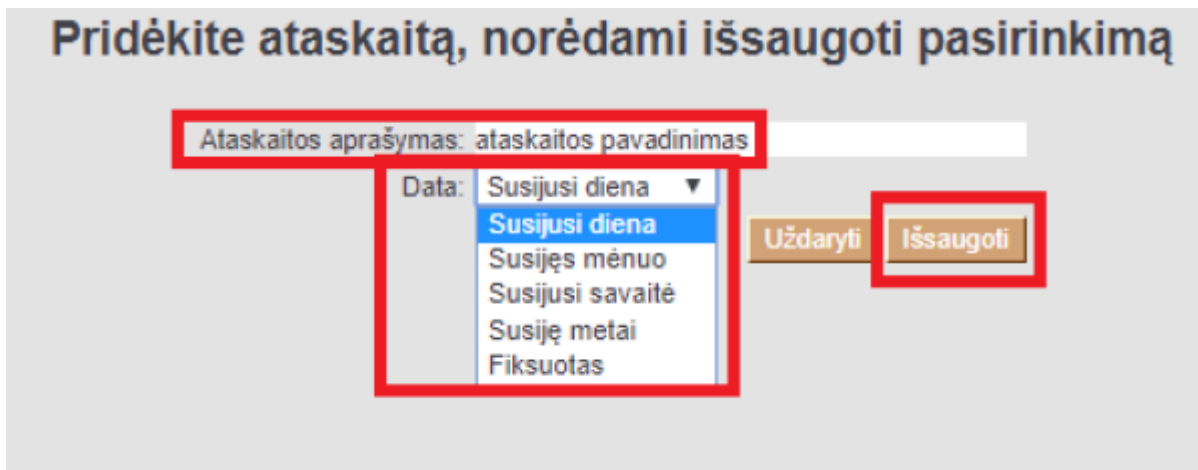 Pridėkite ataskaitą, norėdami išsaugoti pasirinkimą
Ataskaitos aprašymas: ataskaitos pavadinimas
Data: Susijusi diena ▼
Susijusi diena
Uždaryti Išsaugoti
Susijęs mėnuo
Susijusi savaitė
Susiję metai
Fiksuotas